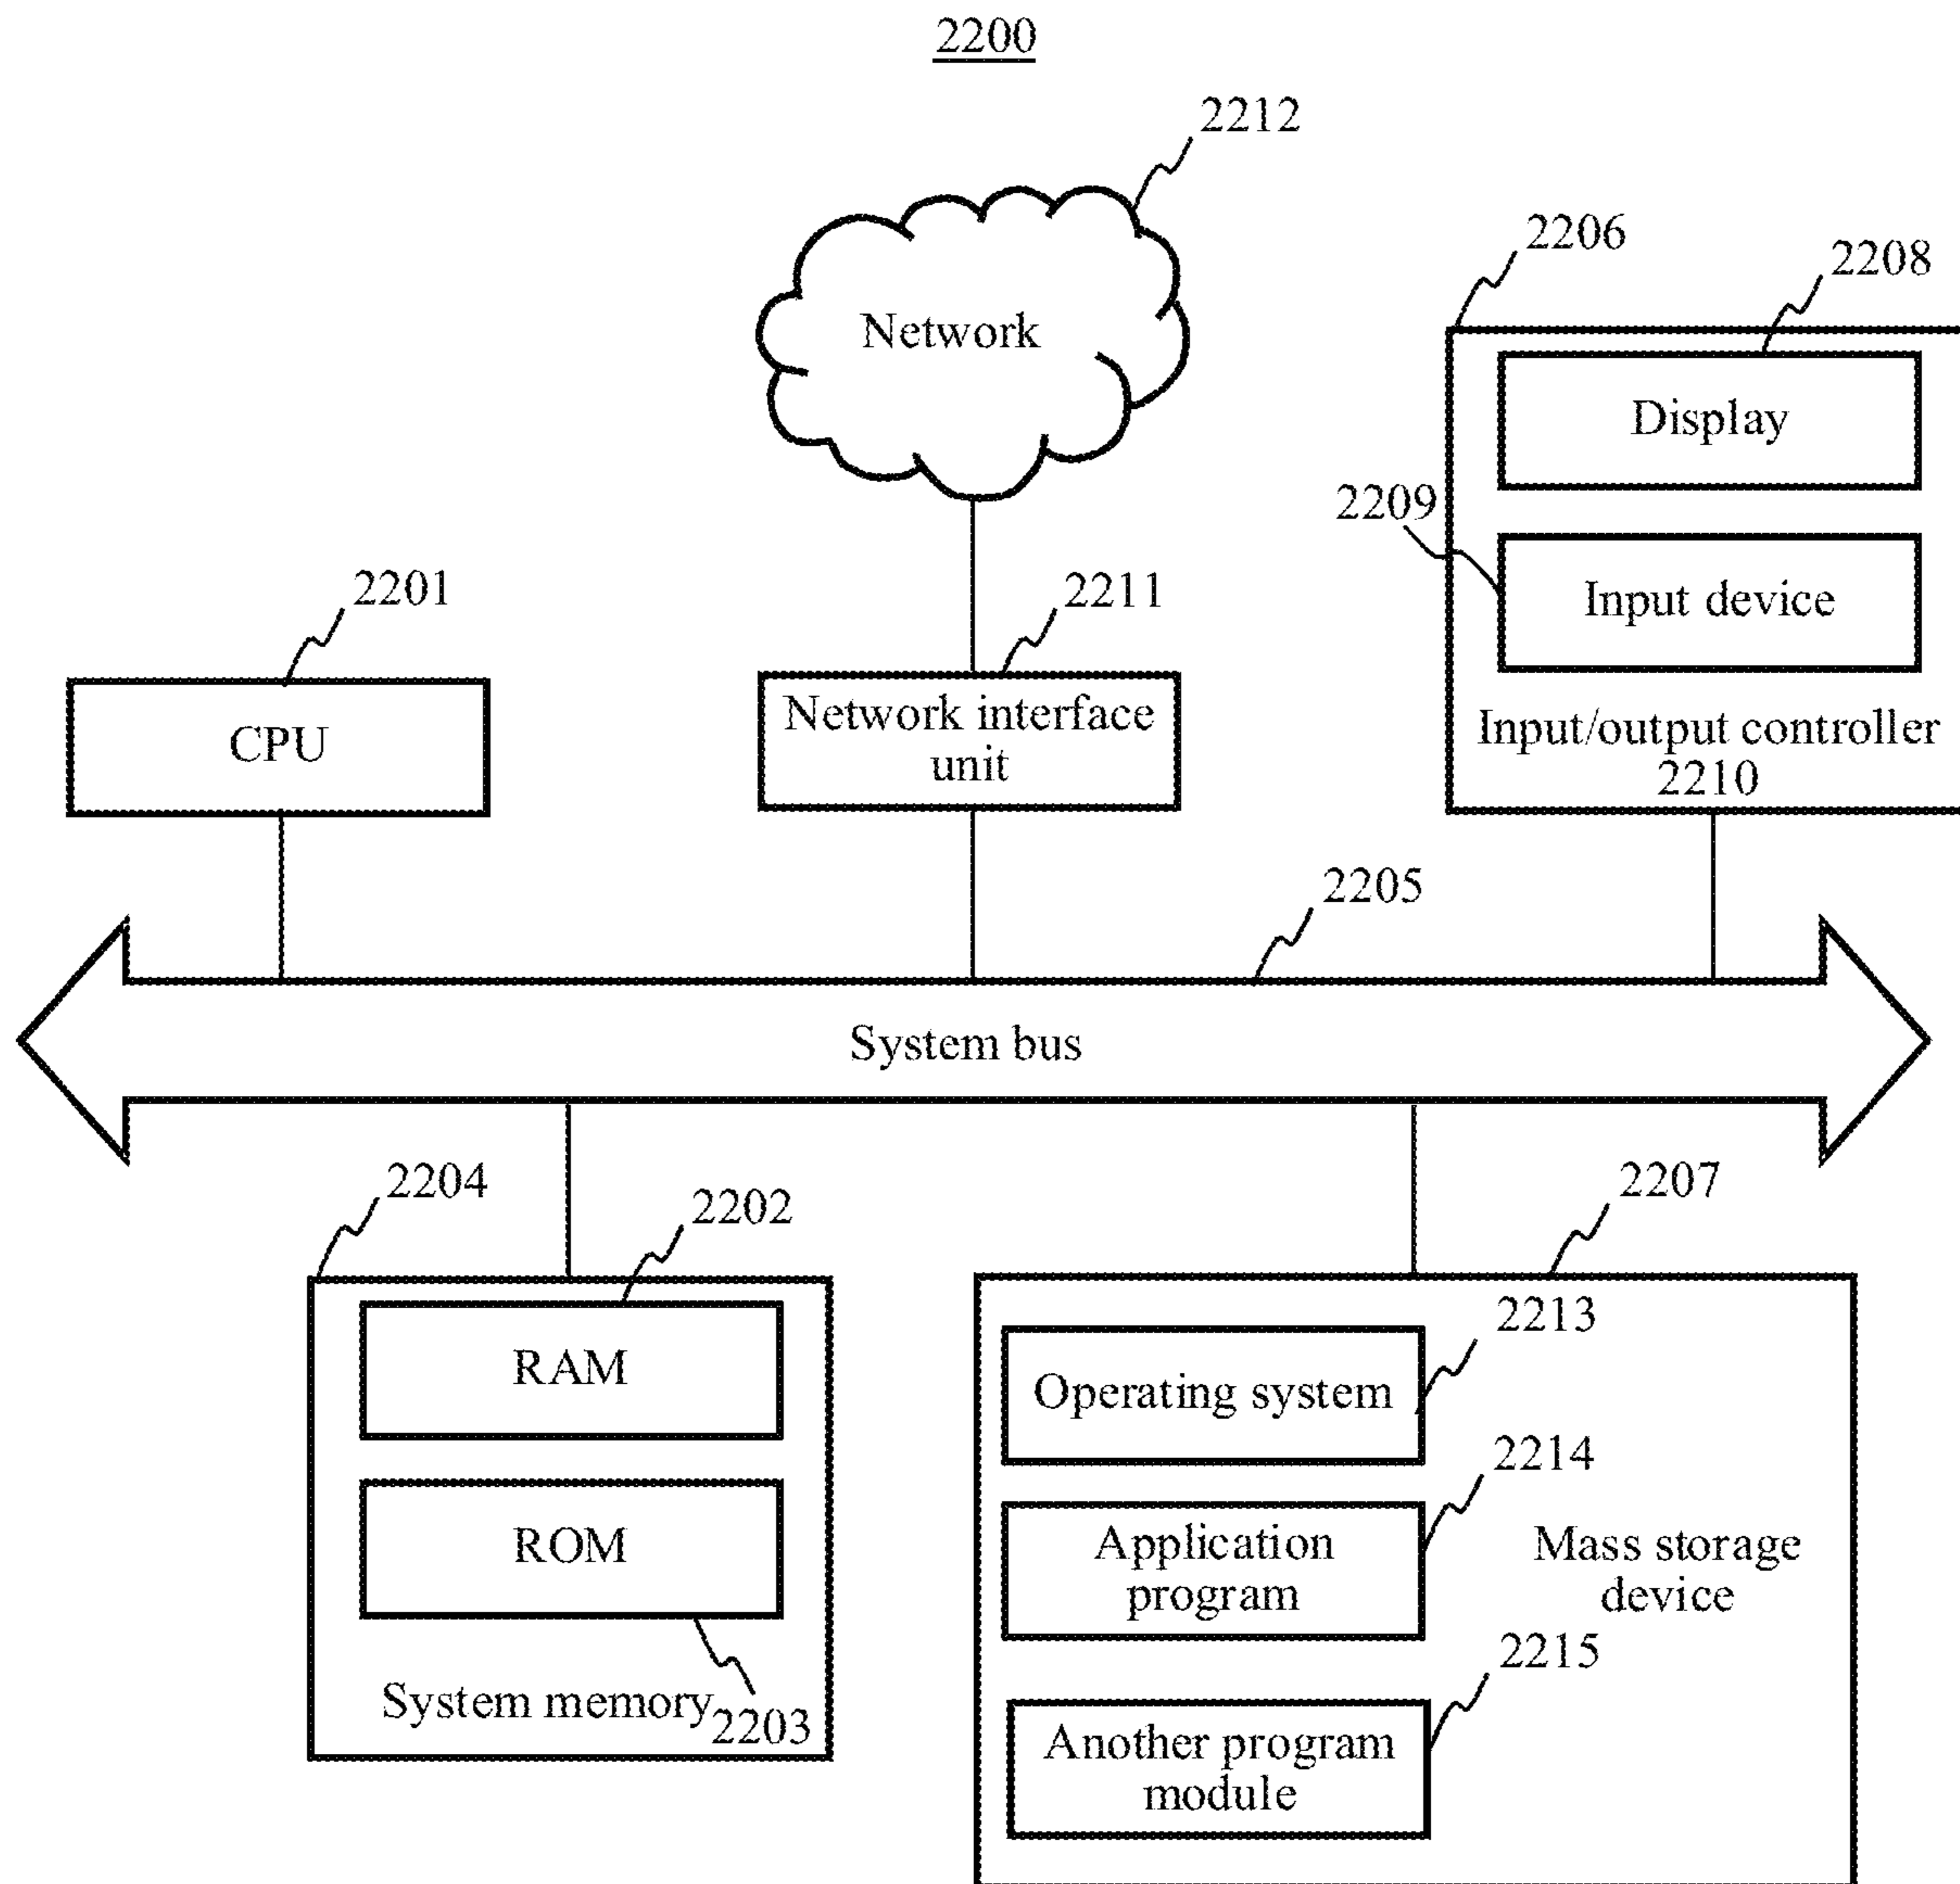 2200
2212
Network
2206
2208
Display
2209
Input device
Input/output controller
2210
2201
CPU
2211
Network interface
unit
2205
System bus
2204
2202
RAM
ROM
System memory
2203
2207
2213
Operating system
2214
Application
program
Mass storage
device
2215
Another program
module